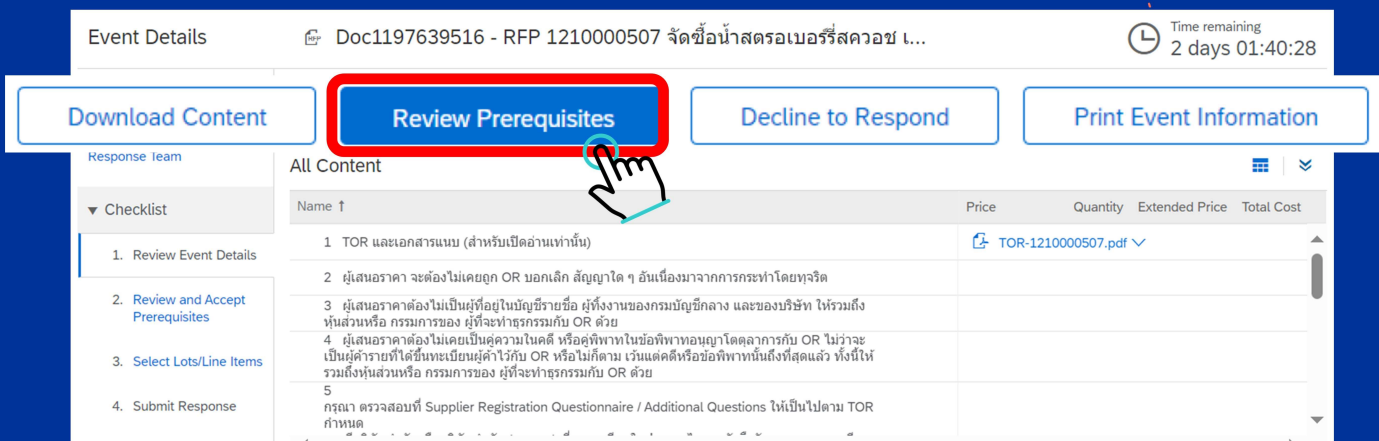 Event Details
Doc1197639516 - RFP 1210000507 จัดซื้อน้ำสตรอเบอร์รี่สควอช เ...
Time remaining
2 days 01:40:28
Download Content
Review Prerequisites
Decline to Respond
Print Event Information
Response Team
All Content
▼ Checklist
Name ↑
Price
Quantity
Extended Price
Total Cost
1. Review Event Details
2. Review and Accept
Prerequisites
3. Select Lots/Line Items
4. Submit Response
1 TOR และเอกสารแนบ (สำหรับเปิดอ่านเท่านั้น)
TOR-1210000507.pdf
2 ผู้เสนอราคา จะต้องไม่เคยถูก OR บอกเลิก สัญญาใด ๆ อันเนื่องมาจากการกระทำโดยทุจริต
3 ผู้เสนอราคาต้องไม่เป็นผู้ที่อยู่ในบัญชีรายชื่อ ผู้ทิ้งงานของกรมบัญชีกลาง และของบริษัท ให้รวมถึง
หุ้นส่วนหรือ กรรมการของ ผู้ที่จะทำธุรกรรมกับ OR ด้วย
4 ผู้เสนอราคาต้องไม่เคยเป็นคู่ความในคดี หรือคู่พิพาทในข้อพิพาทอนุญาโตตุลาการกับ OR ไม่ว่าจะ
เป็นผู้ค้ารายที่ได้ขึ้นทะเบียนผู้ค้าไว้กับ OR หรือไม่ก็ตาม เว้นแต่คดีหรือข้อพิพาทนั้นถึงที่สุดแล้ว ทั้งนี้ให้
รวมถึงหุ้นส่วนหรือ กรรมการของ ผู้ที่จะทำธุรกรรมกับ OR ด้วย
5
กรุณา ตรวจสอบที่ Supplier Registration Questionnaire / Additional Questions ให้เป็นไปตาม TOR
กำหนด